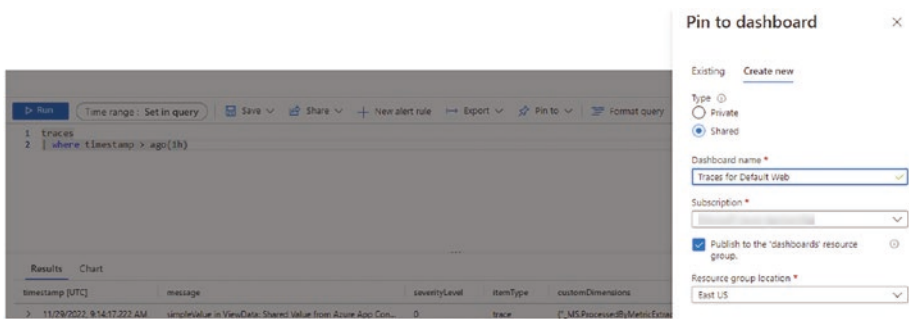 Pin to dashboard
Existing Create new
Type
Private
Shared
Dashboard name *
Traces for Default Web
Subscription *
Publish to the 'dashboards' resource
group.
Resource group location *
East US
Run Time range : Set in query Save Share New alert rule Export Pin to Format query
1 traces
2 | where timestamp > ago(1h)
Results Chart
timestamp [UTC] message severityLevel itemType customDimensions
> 11/29/2022, 9:14:17.222 AM simpleValue in ViewData: Shared Value from Azure App Con... 0 trace {"_MS.ProcessedByMetricExtrac